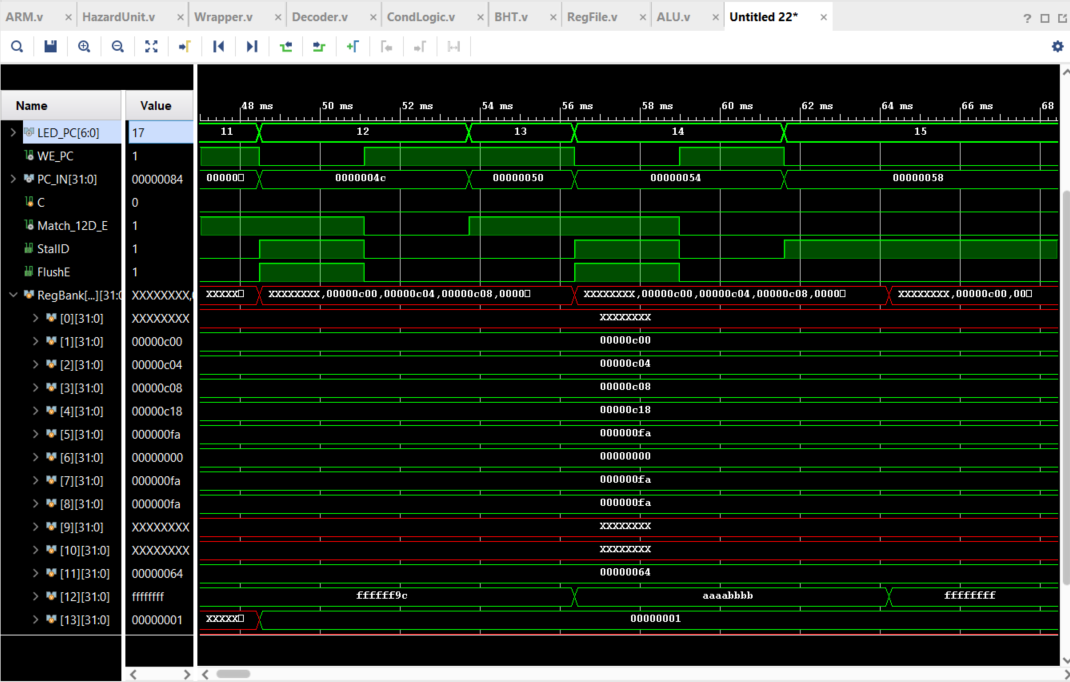 ARM.v × HazardUnit.v × Wrapper.v × Decoder.v × CondLogic.v × BHT.v × RegFile.v × ALU.v × Untitled 22* × ?
Name Value 48 ms 50 ms 52 ms 54 ms 56 ms 58 ms 60 ms 62 ms 64 ms 66 ms 68
LED_PC[6:0] 17 11 12 13 14 15
WE_PC 1
PC_IN[31:0] 00000084 00000□ 0000004c 00000050 00000054 00000058
C 0
Match_12D_E 1
StallD 1
FlushE 1
RegBank[...][31:0 XXXXXXXX, XXXXX□ XXXXXXXX,00000c00,00000c04,00000c08,0000□ XXXXXXXX,00000c00,00000c04,00000c08,0000□ XXXXXXXX,00000c00,00□
[0][31:0] XXXXXXXX XXXXXXXX
[1][31:0] 00000c00 00000c00
[2][31:0] 00000c04 00000c04
[3][31:0] 00000c08 00000c08
[4][31:0] 00000c18 00000c18
[5][31:0] 000000fa 000000fa
[6][31:0] 00000000 00000000
[7][31:0] 000000fa 000000fa
[8][31:0] 000000fa 000000fa
[9][31:0] XXXXXXXX XXXXXXXX
[10][31:0] XXXXXXXX XXXXXXXX
[11][31:0] 00000064 00000064
[12][31:0] ffffffff ffffff9c aaaabbbb ffffffff
[13][31:0] 00000001 XXXXX□ 00000001